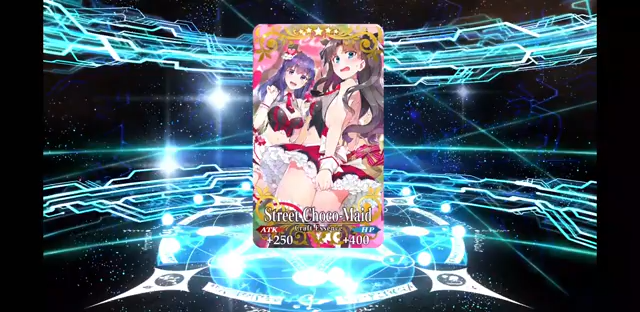 Street Choco-Maid
ATK
Craft Essence
HP
+250
+400